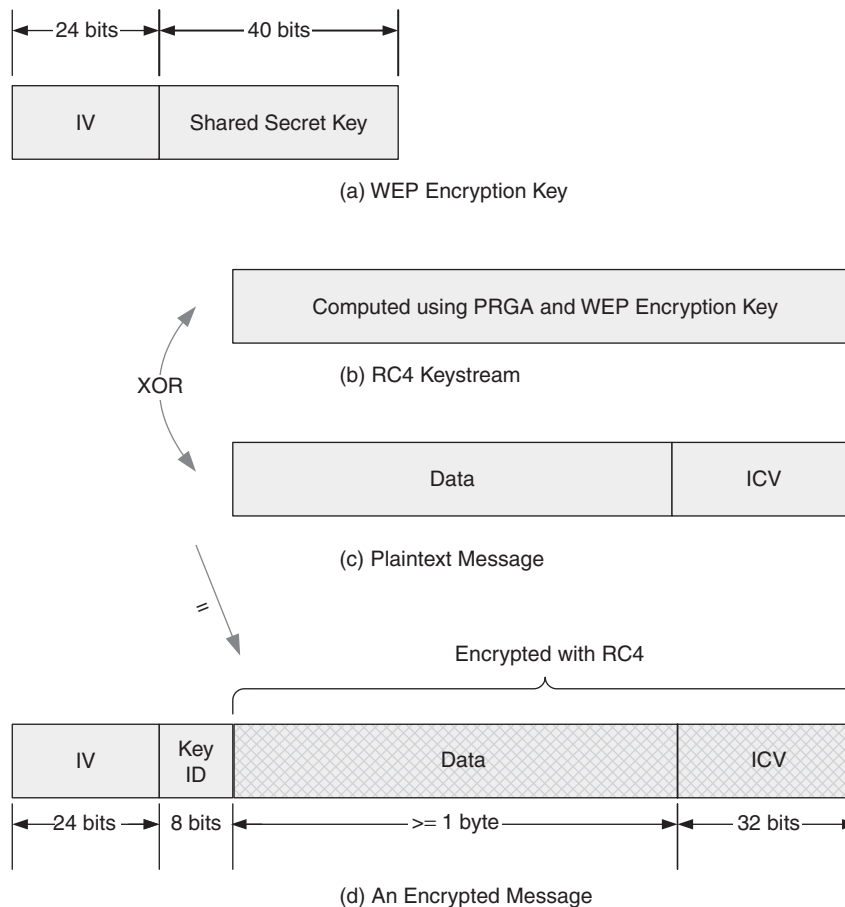 24 bits
40 bits
IV
Shared Secret Key
(a) WEP Encryption Key
Computed using PRGA and WEP Encryption Key
(b) RC4 Keystream
XOR
Data
ICV
(c) Plaintext Message
=
Encrypted with RC4
IV
Key
ID
Data
ICV
24 bits
8 bits
>= 1 byte
32 bits
(d) An Encrypted Message